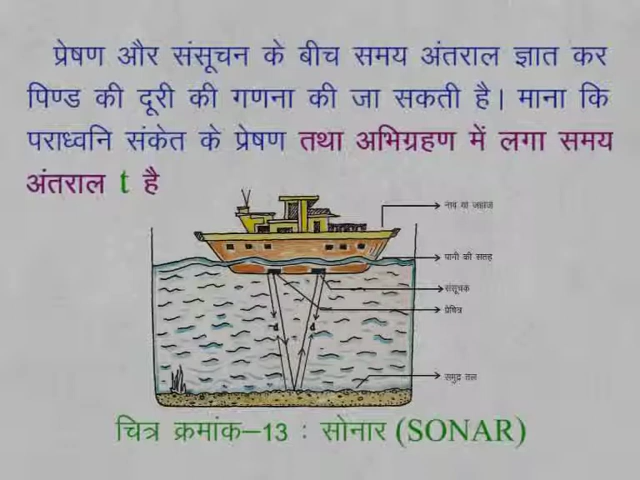 प्रेषण और संसूचन के बीच समय अंतराल ज्ञात कर
पिण्ड की दूरी की गणना की जा सकती है। माना कि
पराध्वनि संकेत के प्रेषण तथा अभिग्रहण में लगा समय
अंतराल t है
नाव या जहाज
पानी की सतह
संसूचक
प्रेषित्र
समुद्र तल
d
d
चित्र क्रमांक–13 : सोनार (SONAR)